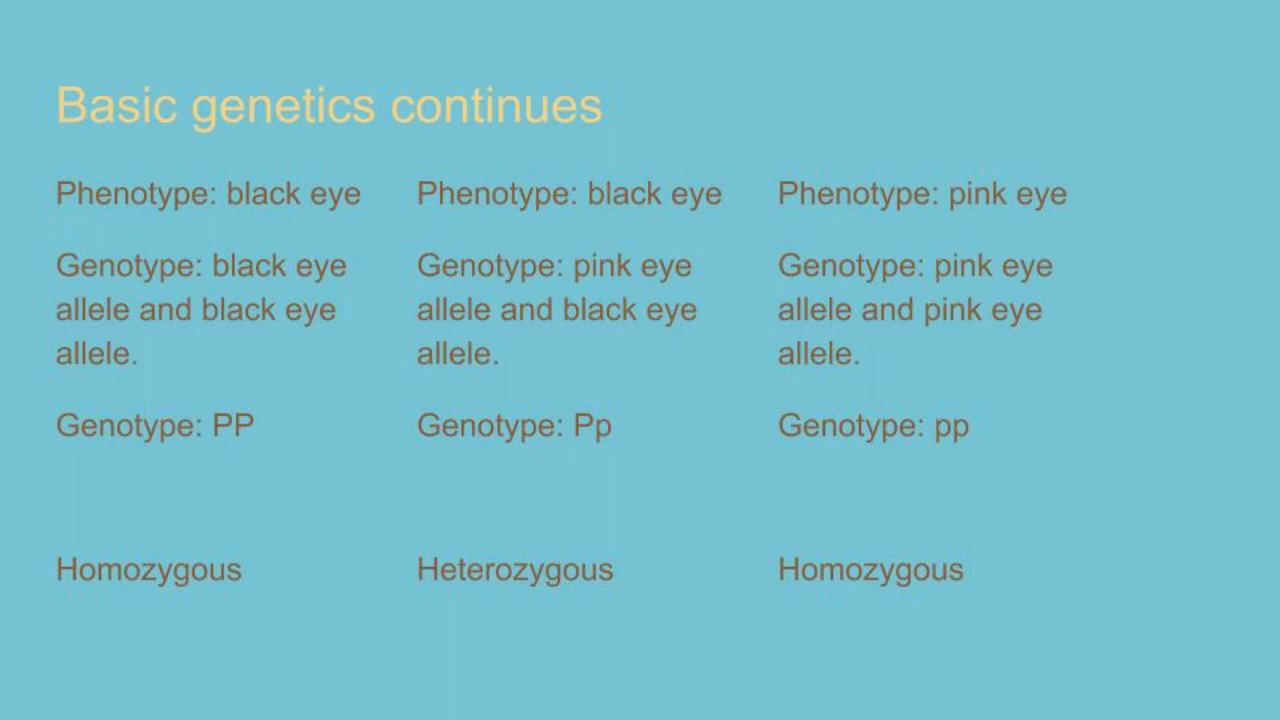 Basic genetics continues
Phenotype: black eye
Genotype: black eye
allele and black eye
allele.
Genotype: PP
Homozygous
Phenotype: black eye
Genotype: pink eye
allele and black eye
allele.
Genotype: Pp
Heterozygous
Phenotype: pink eye
Genotype: pink eye
allele and pink eye
allele.
Genotype: pp
Homozygous